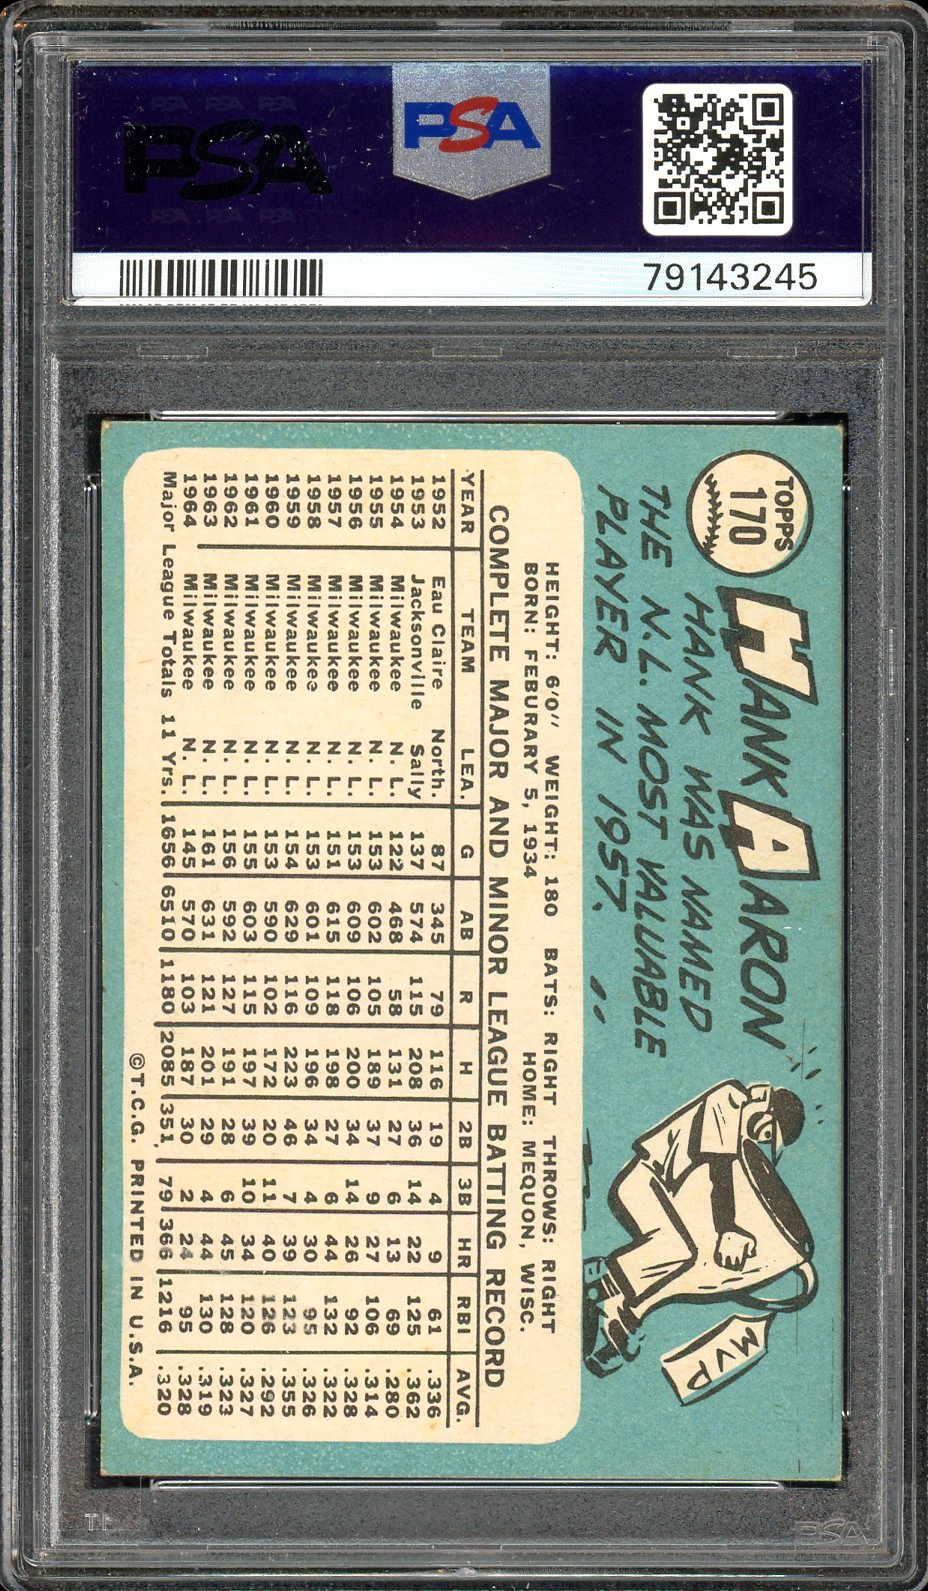 PSA PSA PSA
PSA
PSA PSA PSA
PSA
79143245
TOPPS
170
HANK AARON
HANK WAS NAMED
THE N.L. MOST VALUABLE
PLAYER IN 1957.
MVP
HEIGHT: 6'0" WEIGHT: 180 BATS: RIGHT THROWS: RIGHT
BORN: FEBURARY 5, 1934 HOME: MEQUON, WISC.
COMPLETE MAJOR AND MINOR LEAGUE BATTING RECORD
YEAR TEAM LEA. G AB R H 2B 3B HR RBI AVG.
1952 Eau Claire North. 87 345 79 116 19 4 9 61 .336
1953 Jacksonville Sally 137 574 115 208 36 14 22 125 .362
1954 Milwaukee N. L. 122 468 58 131 27 6 13 69 .280
1955 Milwaukee N. L. 153 602 105 189 37 9 27 106 .314
1956 Milwaukee N. L. 153 609 106 200 34 14 26 92 .328
1957 Milwaukee N. L. 151 615 118 198 27 6 44 132 .322
1958 Milwaukee N. L. 153 601 109 196 34 4 30 95 .326
1959 Milwaukee N. L. 154 629 116 223 46 7 39 123 .355
1960 Milwaukee N. L. 153 590 102 172 20 11 40 126 .292
1961 Milwaukee N. L. 155 603 115 197 39 10 34 120 .327
1962 Milwaukee N. L. 156 592 127 191 28 6 45 128 .323
1963 Milwaukee N. L. 161 631 121 201 29 4 44 130 .319
1964 Milwaukee N. L. 145 570 103 187 30 2 24 95 .328
Major League Totals 11 Yrs. 1656 6510 1180 2085 351 79 366 1216 .320
©T.C.G. PRINTED IN U.S.A.
PSA